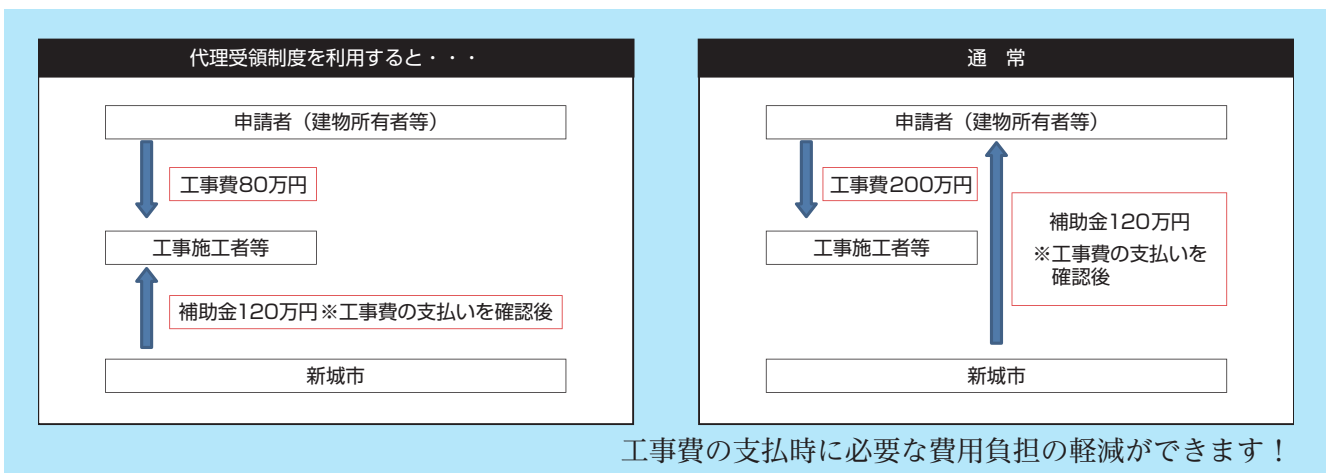 代理受領制度を利用すると・・・
申請者（建物所有者等）
工事費80万円
工事施工者等
補助金120万円※工事費の支払いを確認後
新城市
通　常
申請者（建物所有者等）
工事費200万円
工事施工者等
補助金120万円
※工事費の支払いを
確認後
新城市
工事費の支払時に必要な費用負担の軽減ができます！